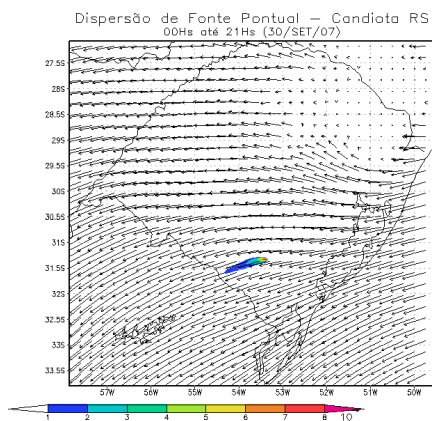 Dispersão de Fonte Pontual – Candiota RS
00Hs até 21Hs (30/SET/07)
27.5S
28S
28.5S
29S
29.5S
30S
30.5S
31S
31.5S
32S
32.5S
33S
33.5S
57W 56W 55W 54W 53W 52W 51W 50W
1 2 3 4 5 6 7 8 10